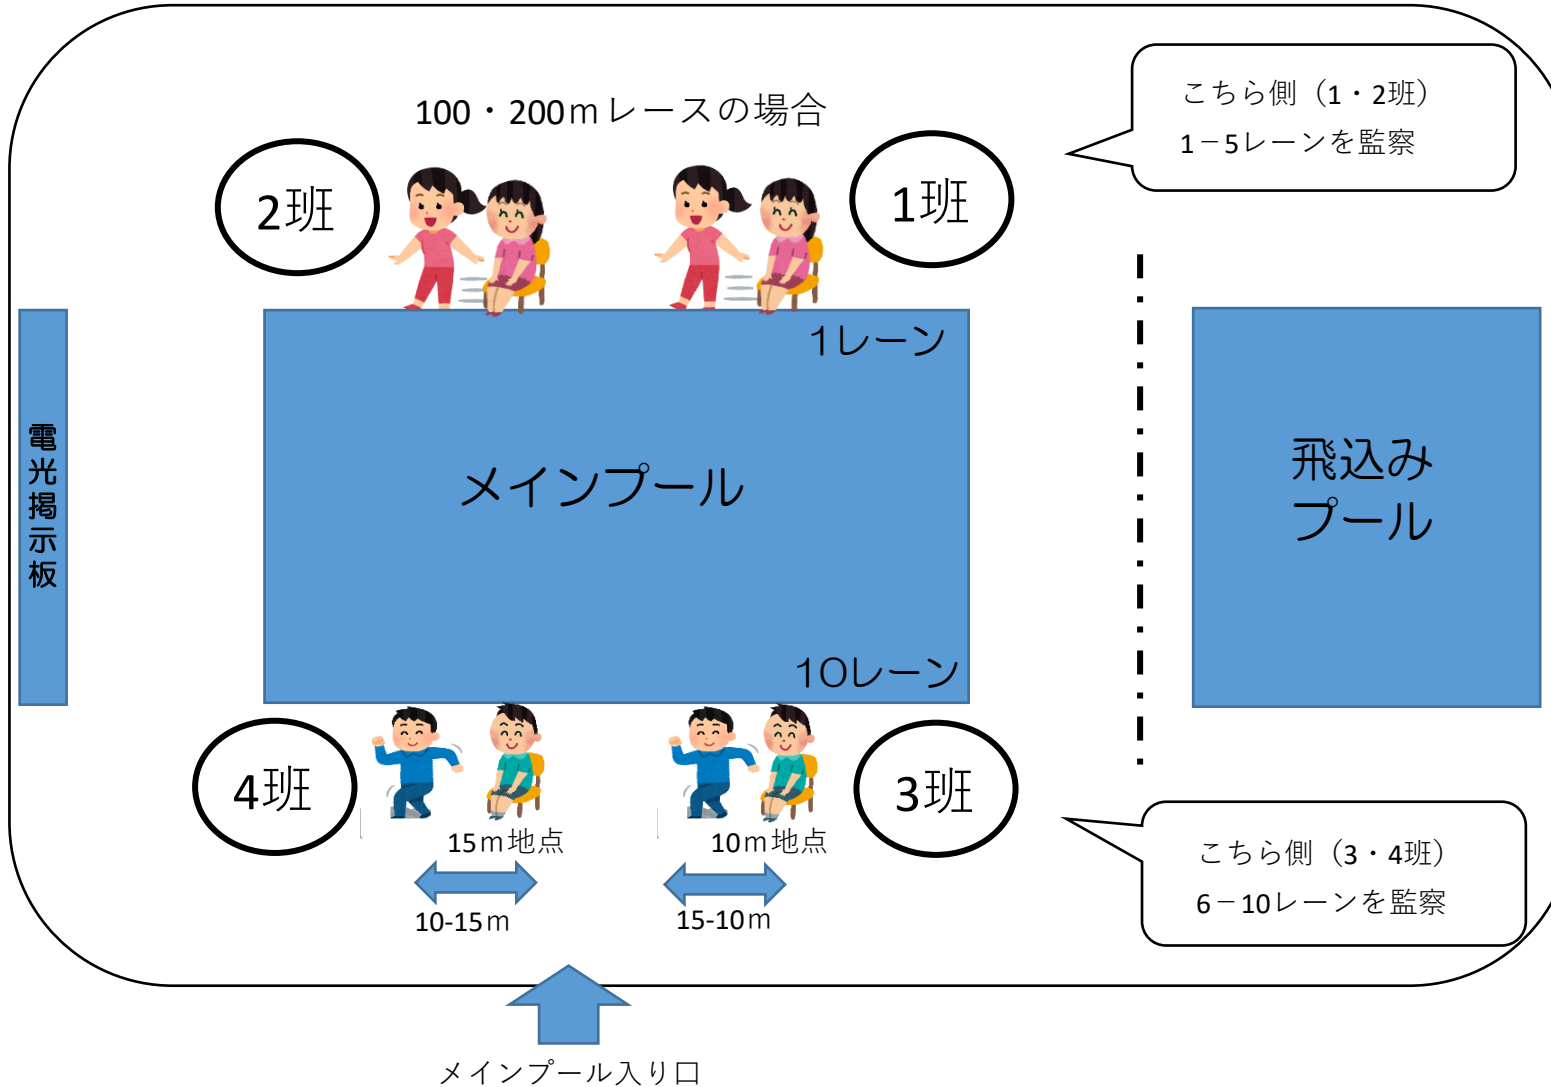 こちら側（1・2班）
1－5レーンを監察
100・200ｍレースの場合
2班
1班
1レーン
電光掲示板
メインプール
飛込み
プール
10レーン
4班
3班
15ｍ地点
10ｍ地点
10-15ｍ
15-10ｍ
こちら側（3・4班）
6－10レーンを監察
メインプール入り口